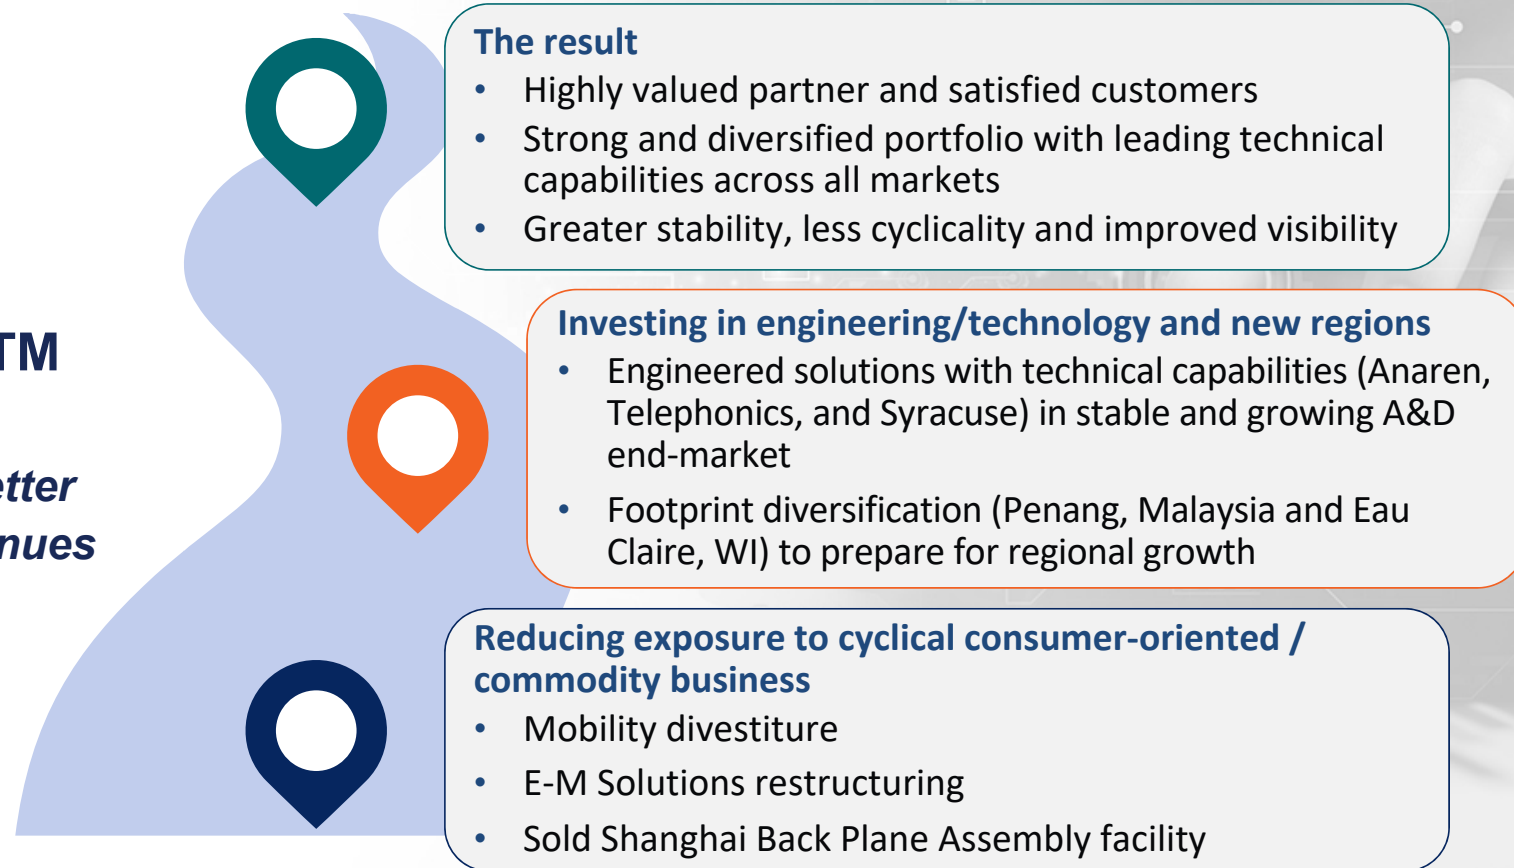 TM
The result
• Highly valued partner and satisfied customers
• Strong and diversified portfolio with leading technical
capabilities across all markets
• Greater stability, less cyclicality and improved visibility
Investing in engineering/technology and new regions
• Engineered solutions with technical capabilities (Anaren,
Telephonics, and Syracuse) in stable and growing A&D
end-market
• Footprint diversification (Penang, Malaysia and Eau
Claire, WI) to prepare for regional growth
Reducing exposure to cyclical consumer-oriented /
commodity business
• Mobility divestiture
• E-M Solutions restructuring
• Sold Shanghai Back Plane Assembly facility